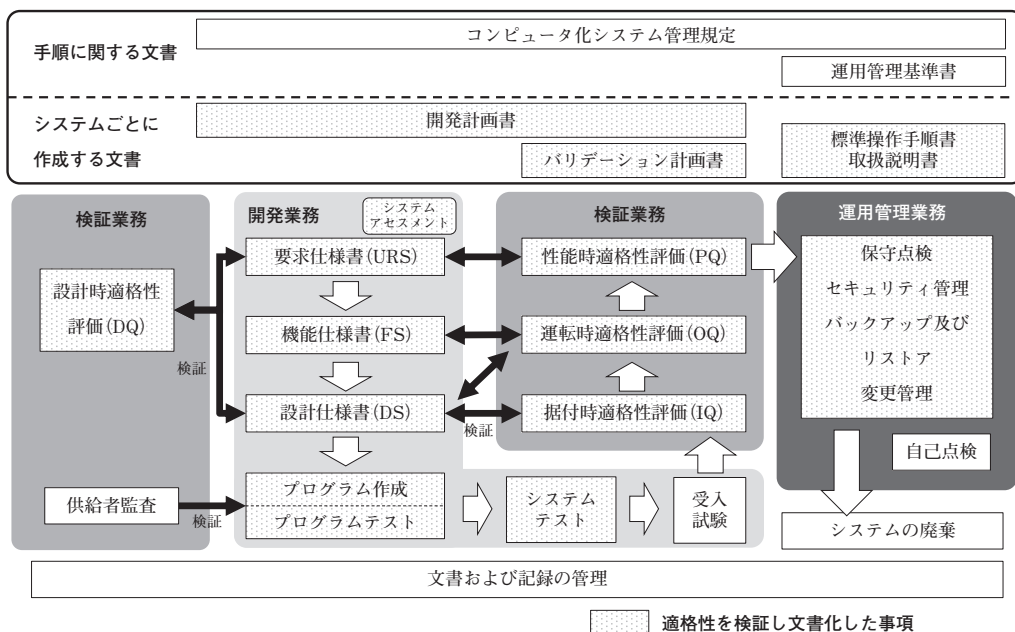 手順に関する文書
コンピュータ化システム管理規定
運用管理基準書
システムごとに
作成する文書
開発計画書
バリデーション計画書
標準操作手順書
取扱説明書
検証業務
設計時適格性
評価(DQ)
検証
供給者監査
検証
開発業務
システム
アセスメント
要求仕様書(URS)
機能仕様書(FS)
設計仕様書(DS)
プログラム作成
プログラムテスト
システム
テスト
受入
試験
検証業務
性能時適格性評価(PQ)
運転時適格性評価(OQ)
据付時適格性評価(IQ)
検証
運用管理業務
保守点検
セキュリティ管理
バックアップ及び
リストア
変更管理
自己点検
システムの廃棄
文書および記録の管理
適格性を検証し文書化した事項